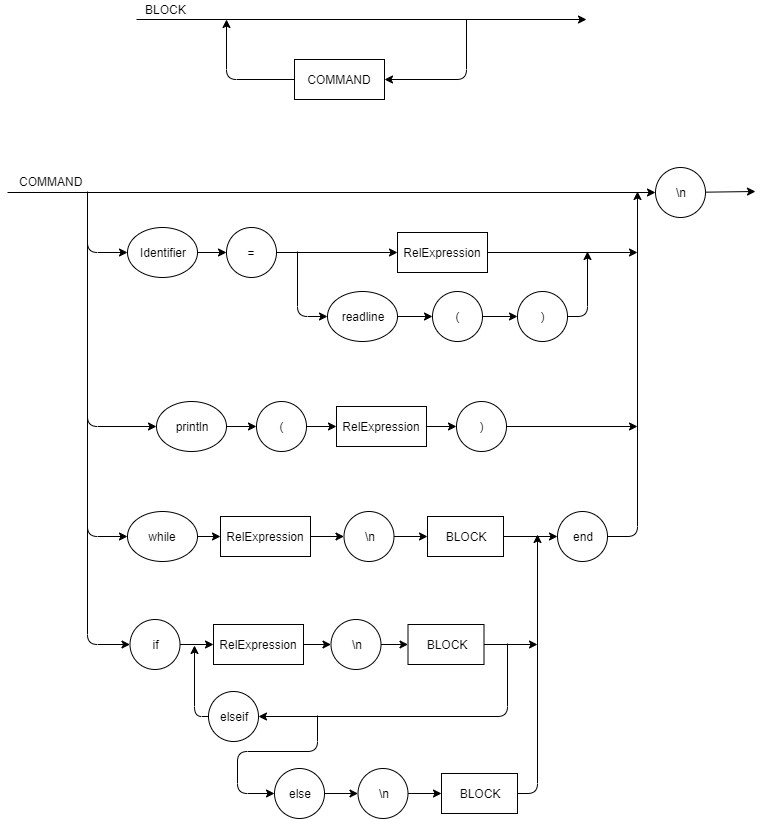 BLOCK
COMMAND
COMMAND
\n
Identifier = RelExpression
readline ( )
println ( RelExpression )
while RelExpression \n BLOCK end
if RelExpression \n BLOCK
elseif
else \n BLOCK